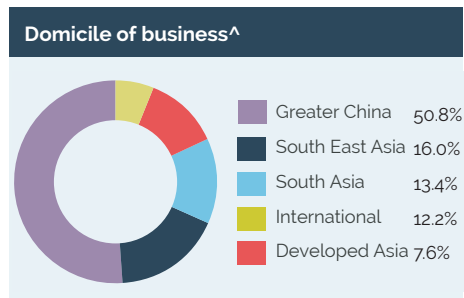 Domicile of business^
Greater China 50.8%
South East Asia 16.0%
South Asia 13.4%
International 12.2%
Developed Asia 7.6%